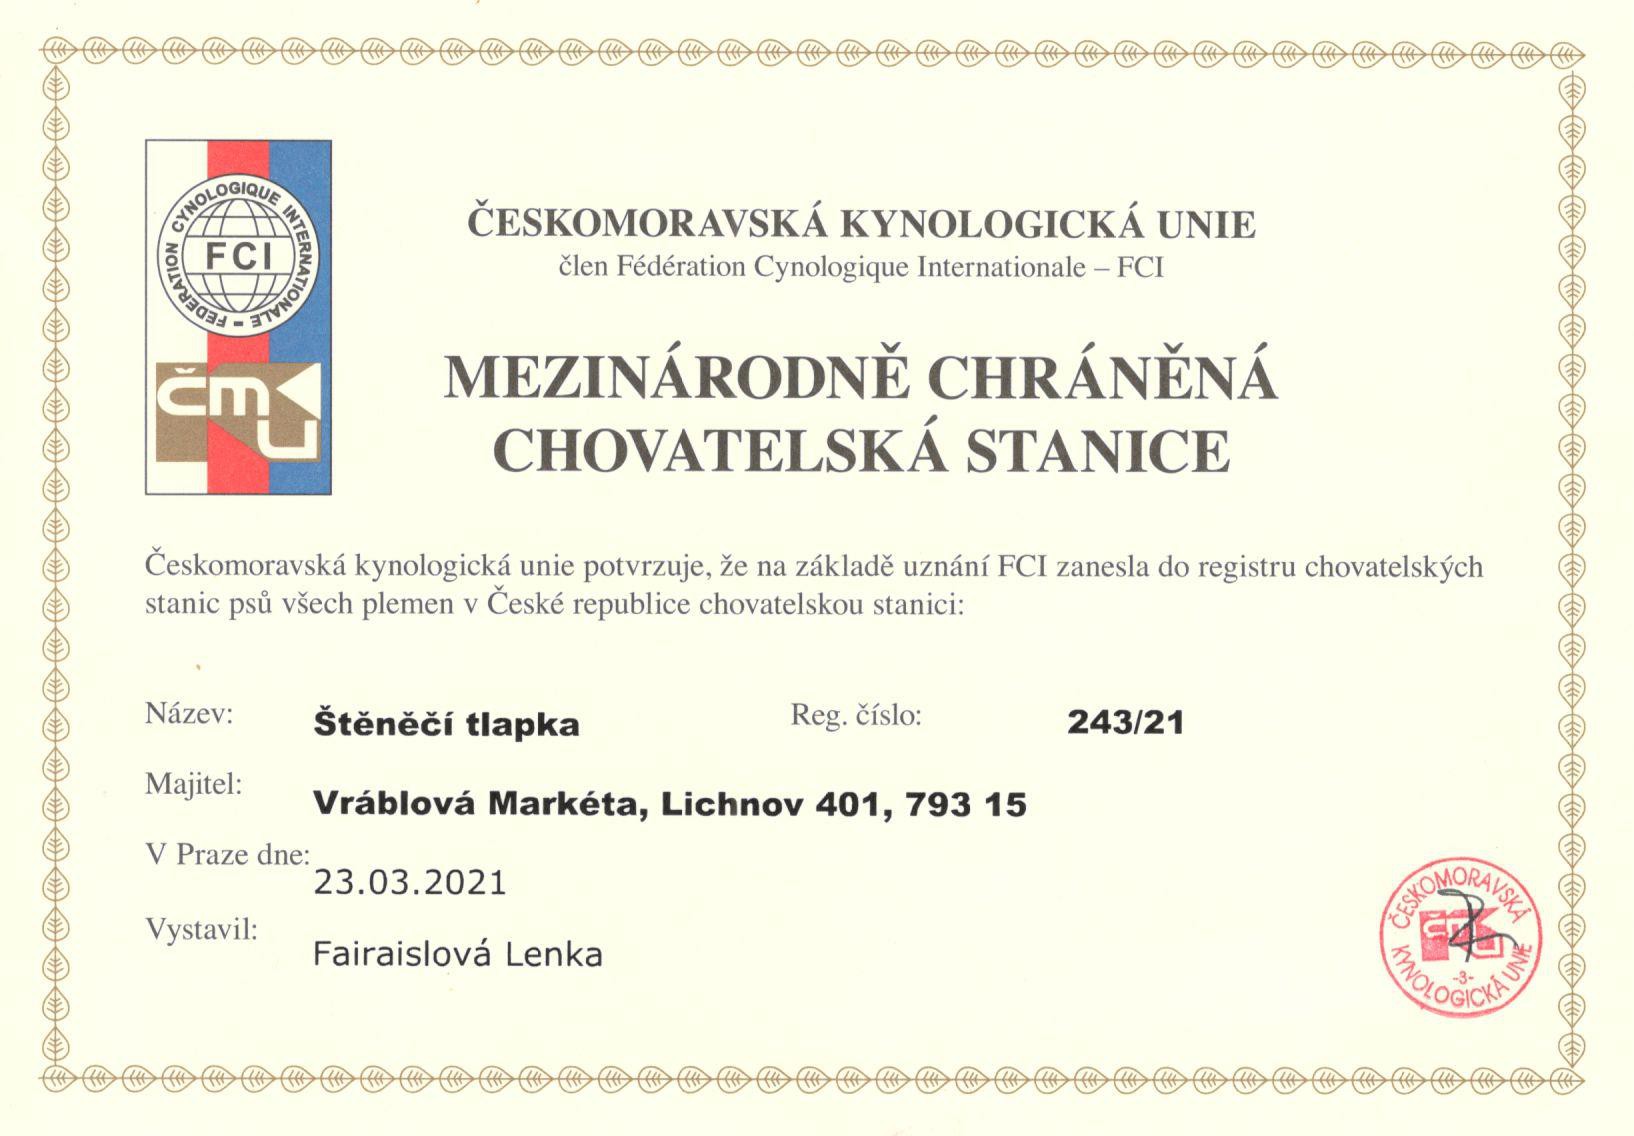 FEDERATION CYNOLOGIQUE INTERNATIONALE –
FCI
ČMKU
ČESKOMORAVSKÁ KYNOLOGICKÁ UNIE
člen Fédération Cynologique Internationale – FCI
MEZINÁRODNĚ CHRÁNĚNÁ
CHOVATELSKÁ STANICE
Českomoravská kynologická unie potvrzuje, že na základě uznání FCI zanesla do registru chovatelských
stanic psů všech plemen v České republice chovatelskou stanici:
Název: Štěněčí tlapka Reg. číslo: 243/21
Majitel: Vráblová Markéta, Lichnov 401, 793 15
V Praze dne: 23.03.2021
Vystavil: Fairaislová Lenka
ČESKOMORAVSKÁ
ČMKU
-3-
KYNOLOGICKÁ UNIE